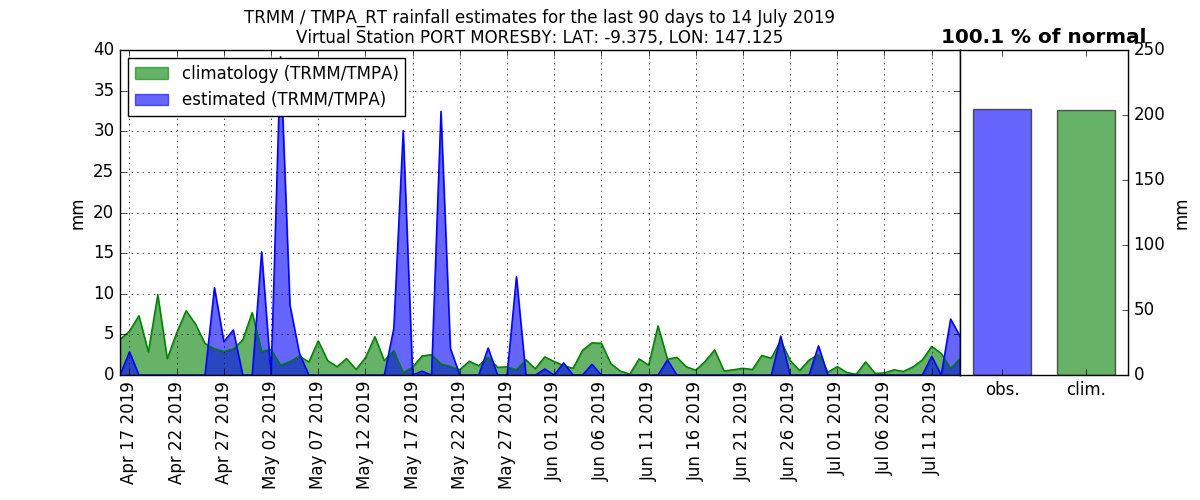 TRMM / TMPA_RT rainfall estimates for the last 90 days to 14 July 2019
Virtual Station PORT MORESBY: LAT: -9.375, LON: 147.125
100.1 % of normal
climatology (TRMM/TMPA)
estimated (TRMM/TMPA)
40
35
30
25
20
15
10
5
0
mm
Apr 17 2019
Apr 22 2019
Apr 27 2019
May 02 2019
May 07 2019
May 12 2019
May 17 2019
May 22 2019
May 27 2019
Jun 01 2019
Jun 06 2019
Jun 11 2019
Jun 16 2019
Jun 21 2019
Jun 26 2019
Jul 01 2019
Jul 06 2019
Jul 11 2019
obs.
clim.
250
200
150
100
50
0
mm